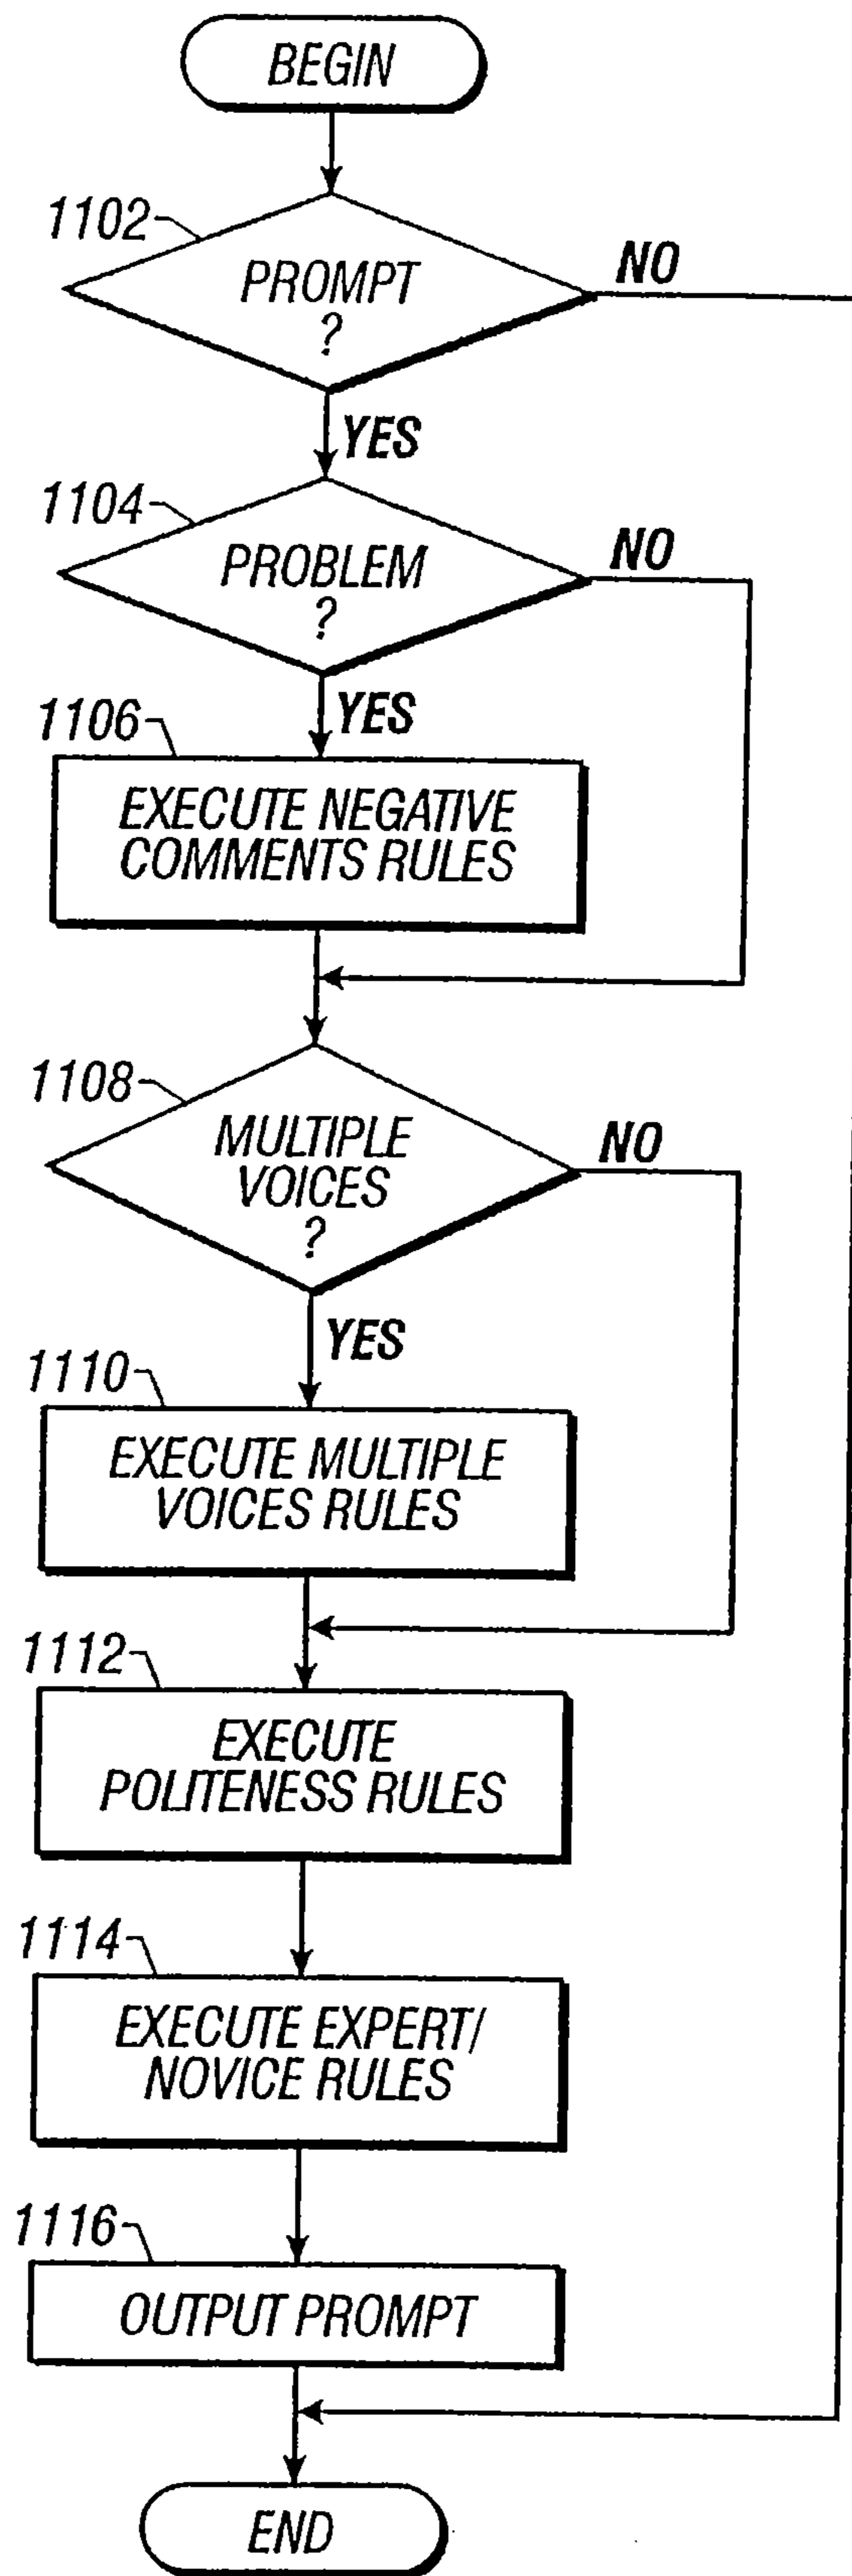 BEGIN
1102
PROMPT
?
NO
YES
1104
PROBLEM
?
NO
YES
1106
EXECUTE NEGATIVE
COMMENTS RULES
1108
MULTIPLE
VOICES
?
NO
YES
1110
EXECUTE MULTIPLE
VOICES RULES
1112
EXECUTE
POLITENESS RULES
1114
EXECUTE EXPERT/
NOVICE RULES
1116
OUTPUT PROMPT
END